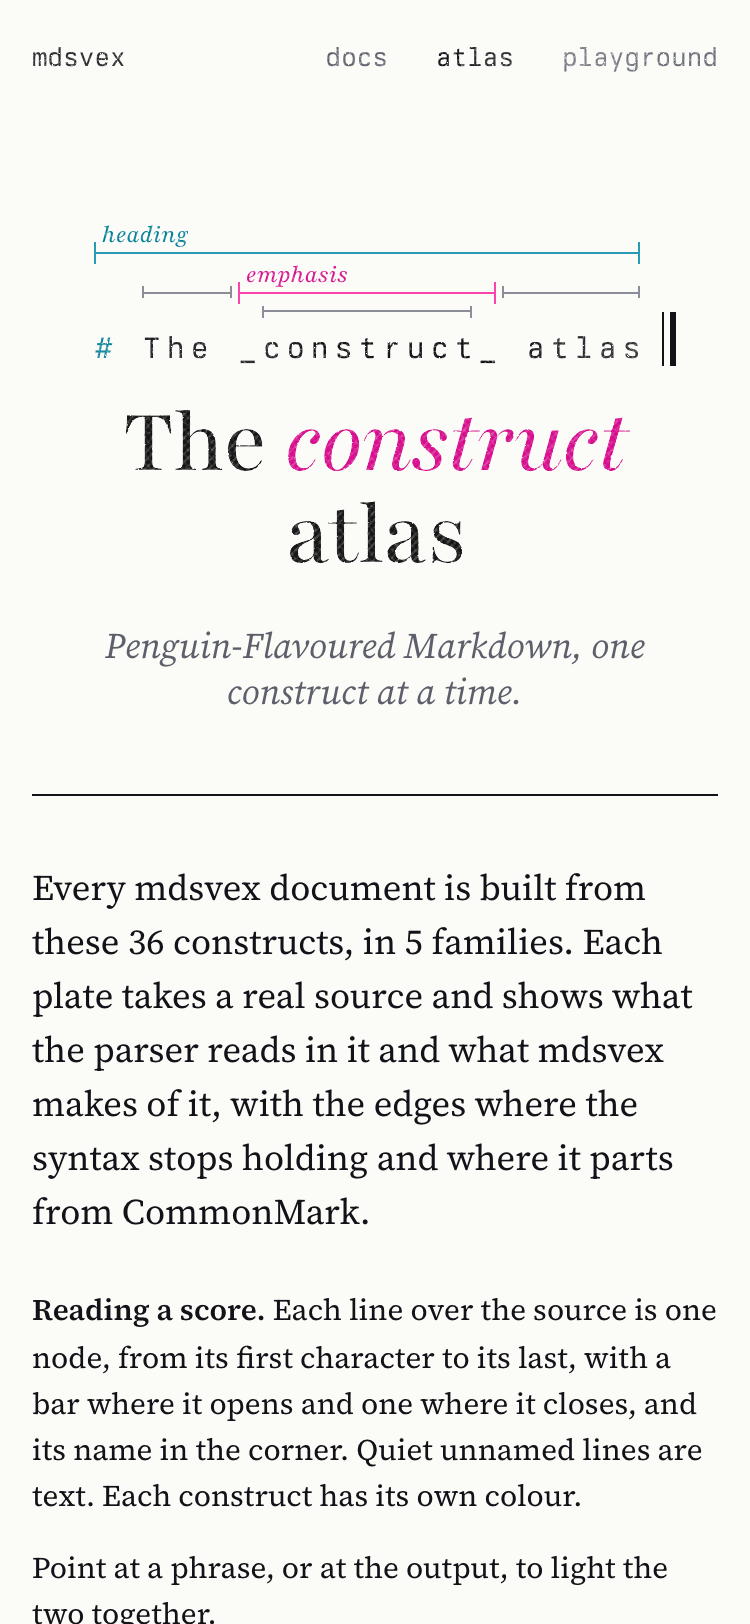 mdsvex docs atlas playground
heading
emphasis
# The _construct_ atlas
The construct
atlas
Penguin-Flavoured Markdown, one
construct at a time.
Every mdsvex document is built from
these 36 constructs, in 5 families. Each
plate takes a real source and shows what
the parser reads in it and what mdsvex
makes of it, with the edges where the
syntax stops holding and where it parts
from CommonMark.
Reading a score. Each line over the source is one
node, from its first character to its last, with a
bar where it opens and one where it closes, and
its name in the corner. Quiet unnamed lines are
text. Each construct has its own colour.
Point at a phrase, or at the output, to light the
two together.